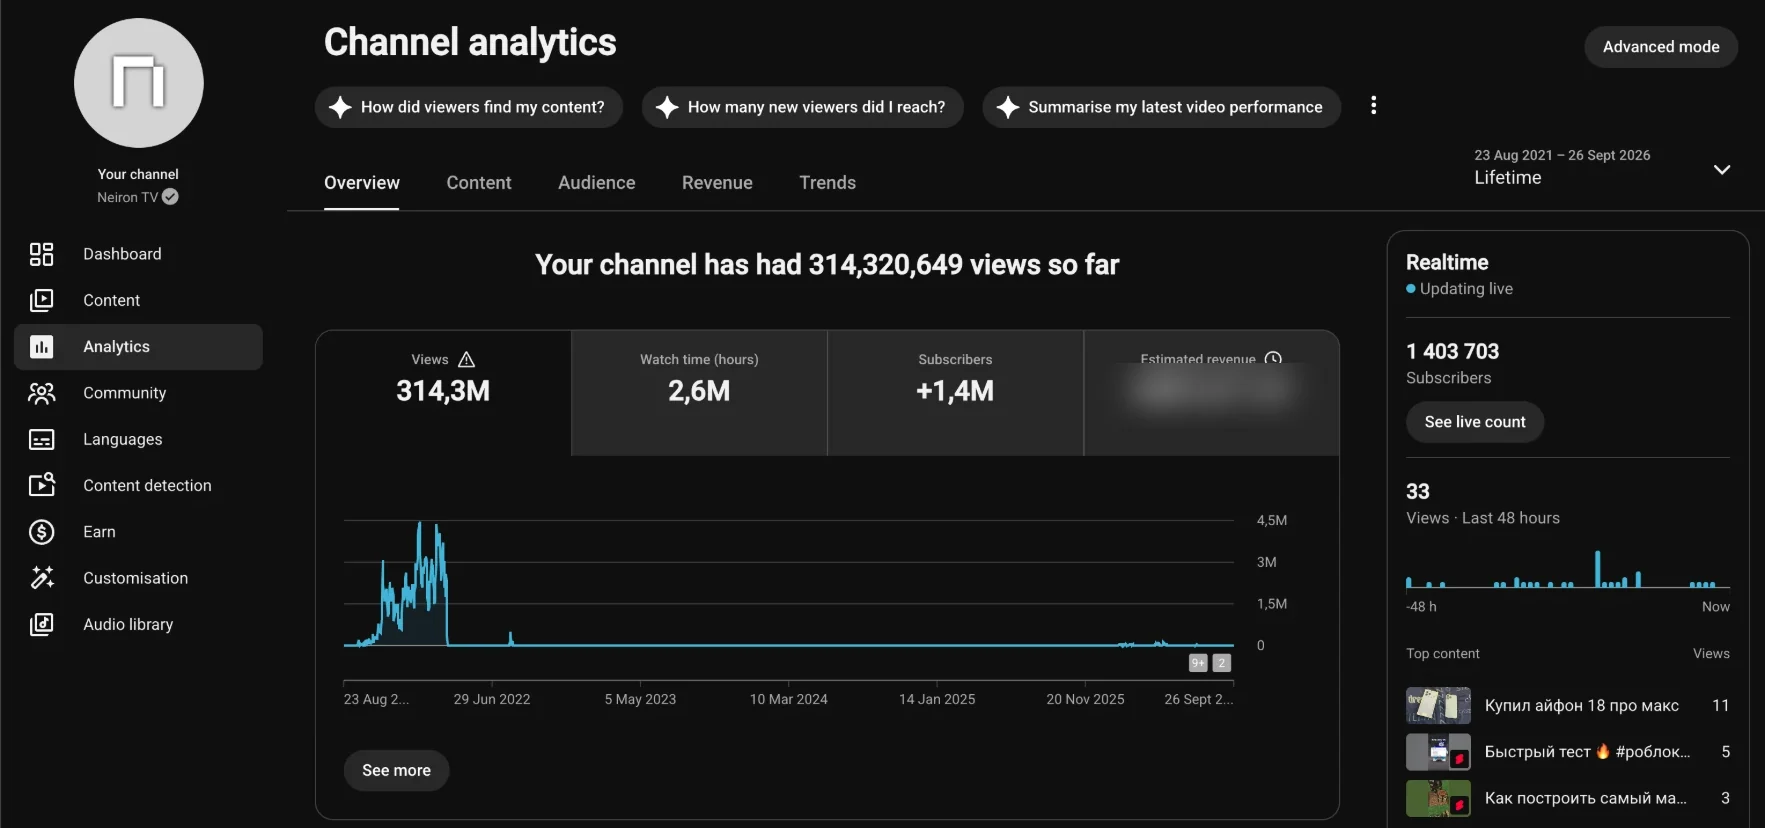 Channel analytics
Advanced mode
How did viewers find my content?
How many new viewers did I reach?
Summarise my latest video performance
Your channel
Neiron TV
23 Aug 2021 – 26 Sept 2026
Lifetime
Overview
Content
Audience
Revenue
Trends
Dashboard
Content
Analytics
Community
Languages
Content detection
Earn
Customisation
Audio library
Your channel has had 314,320,649 views so far
Views
314,3M
Watch time (hours)
2,6M
Subscribers
+1,4M
Estimated revenue
4,5M
3M
1,5M
0
9+
2
23 Aug 2...
29 Jun 2022
5 May 2023
10 Mar 2024
14 Jan 2025
20 Nov 2025
26 Sept 2...
See more
Realtime
Updating live
1 403 703
Subscribers
See live count
33
Views · Last 48 hours
-48 h
Now
Top content
Views
Купил айфон 18 про макс
11
Быстрый тест 🔥 #роблок...
5
Как построить самый ма...
3